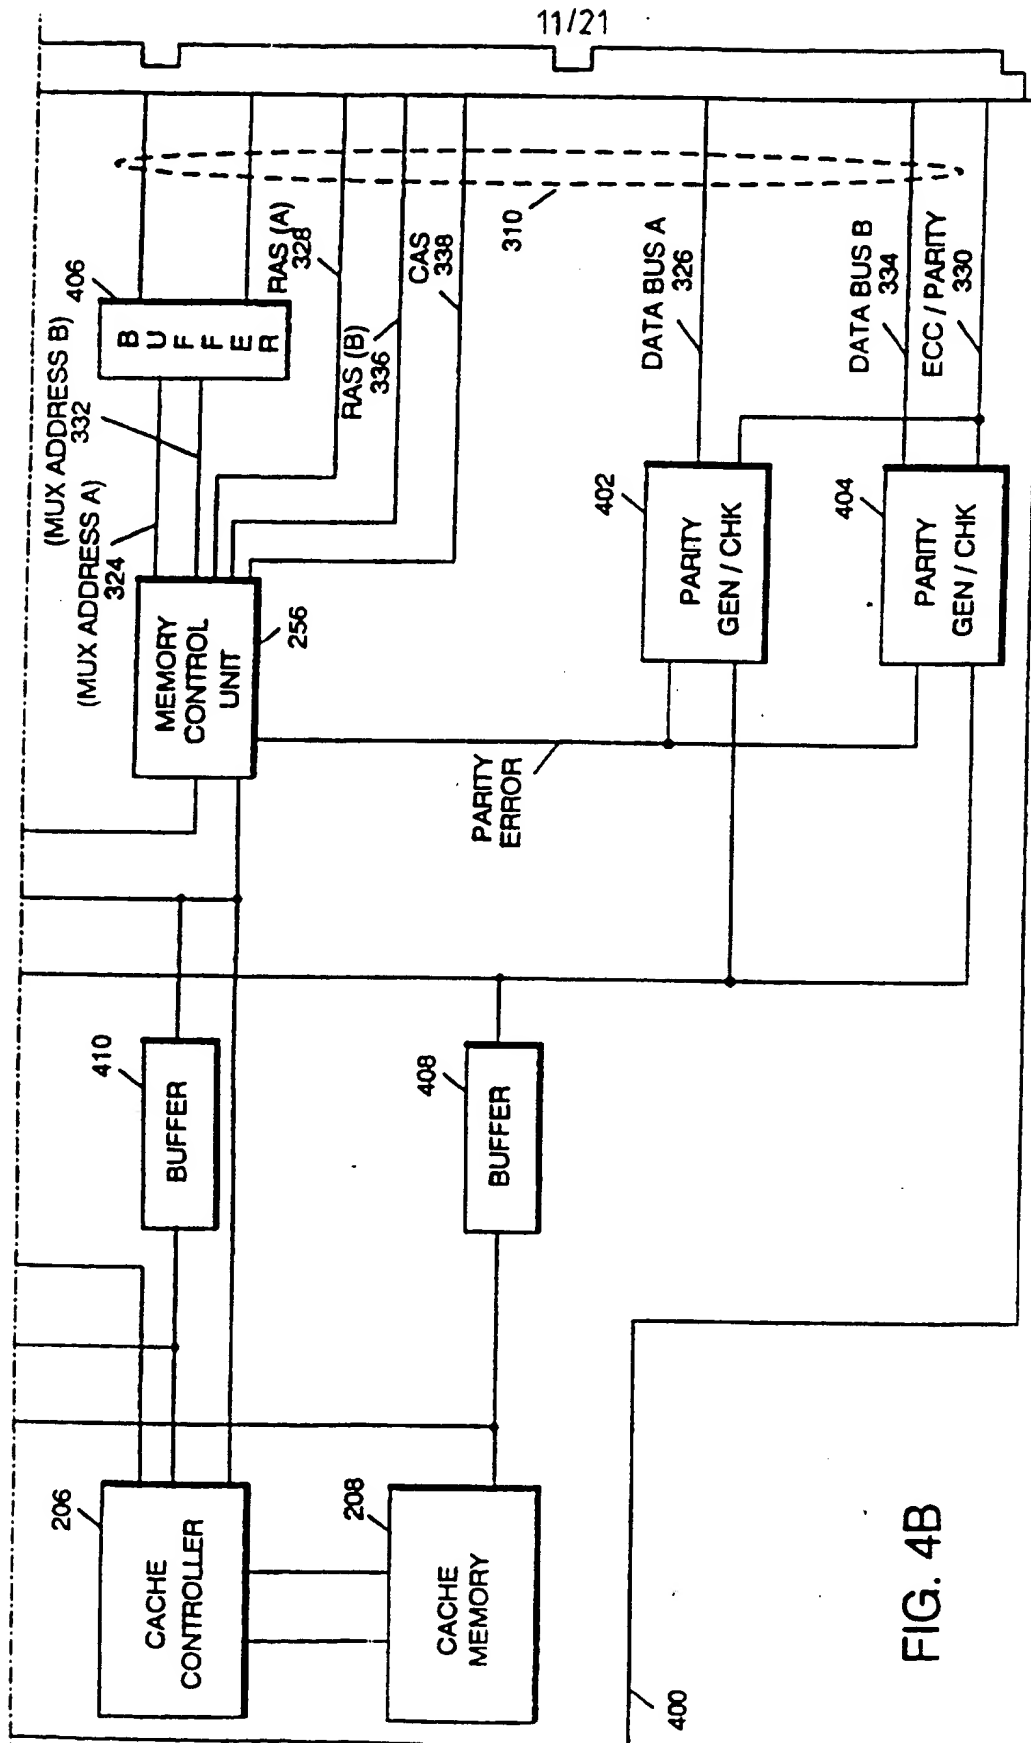 11/21
(MUX ADDRESS B)
332
(MUX ADDRESS A)
324
406
BUFFER
RAS (A)
328
RAS (B)
336
CAS
338
310
DATA BUS A
326
DATA BUS B
334
ECC / PARITY
330
MEMORY
CONTROL
UNIT
256
402
PARITY
GEN / CHK
404
PARITY
GEN / CHK
PARITY
ERROR
410
BUFFER
408
BUFFER
206
CACHE
CONTROLLER
208
CACHE
MEMORY
400
FIG. 4B